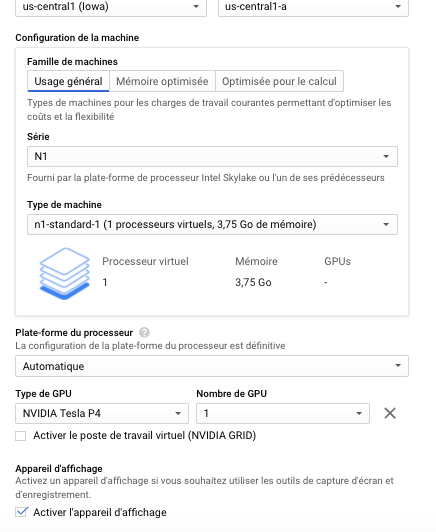 us-central1 (Iowa) us-central1-a
Configuration de la machine
Famille de machines
Usage général Mémoire optimisée Optimisée pour le calcul
Types de machines pour les charges de travail courantes permettant d'optimiser les
coûts et la flexibilité
Série
N1
Fourni par la plate-forme de processeur Intel Skylake ou l'un de ses prédécesseurs
Type de machine
n1-standard-1 (1 processeurs virtuels, 3,75 Go de mémoire)
Processeur virtuel Mémoire GPUs
1 3,75 Go -
Plate-forme du processeur ?
La configuration de la plateforme du processeur est définitive
Automatique
Type de GPU Nombre de GPU
NVIDIA Tesla P4 1
Activer le poste de travail virtuel (NVIDIA GRID)
Appareil d'affichage
Activez un appareil d'affichage si vous souhaitez utiliser les outils de capture d'écran et
d'enregistrement.
Activer l'appareil d'affichage